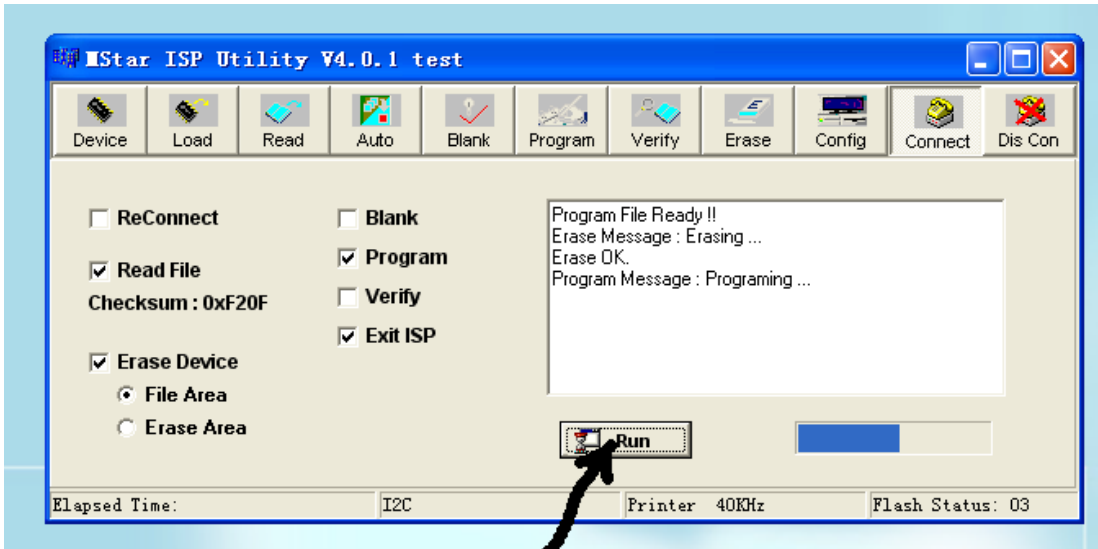 MStar ISP Utility V4.0.1 test
Device Load Read Auto Blank Program Verify Erase Config Connect Dis Con
ReConnect
Read File
Checksum : 0xF20F
Erase Device
File Area
Erase Area
Blank
Program
Verify
Exit ISP
Program File Ready !!
Erase Message : Erasing ...
Erase OK.
Program Message : Programing ...
Run
Elapsed Time: I2C Printer 40KHz Flash Status: 03